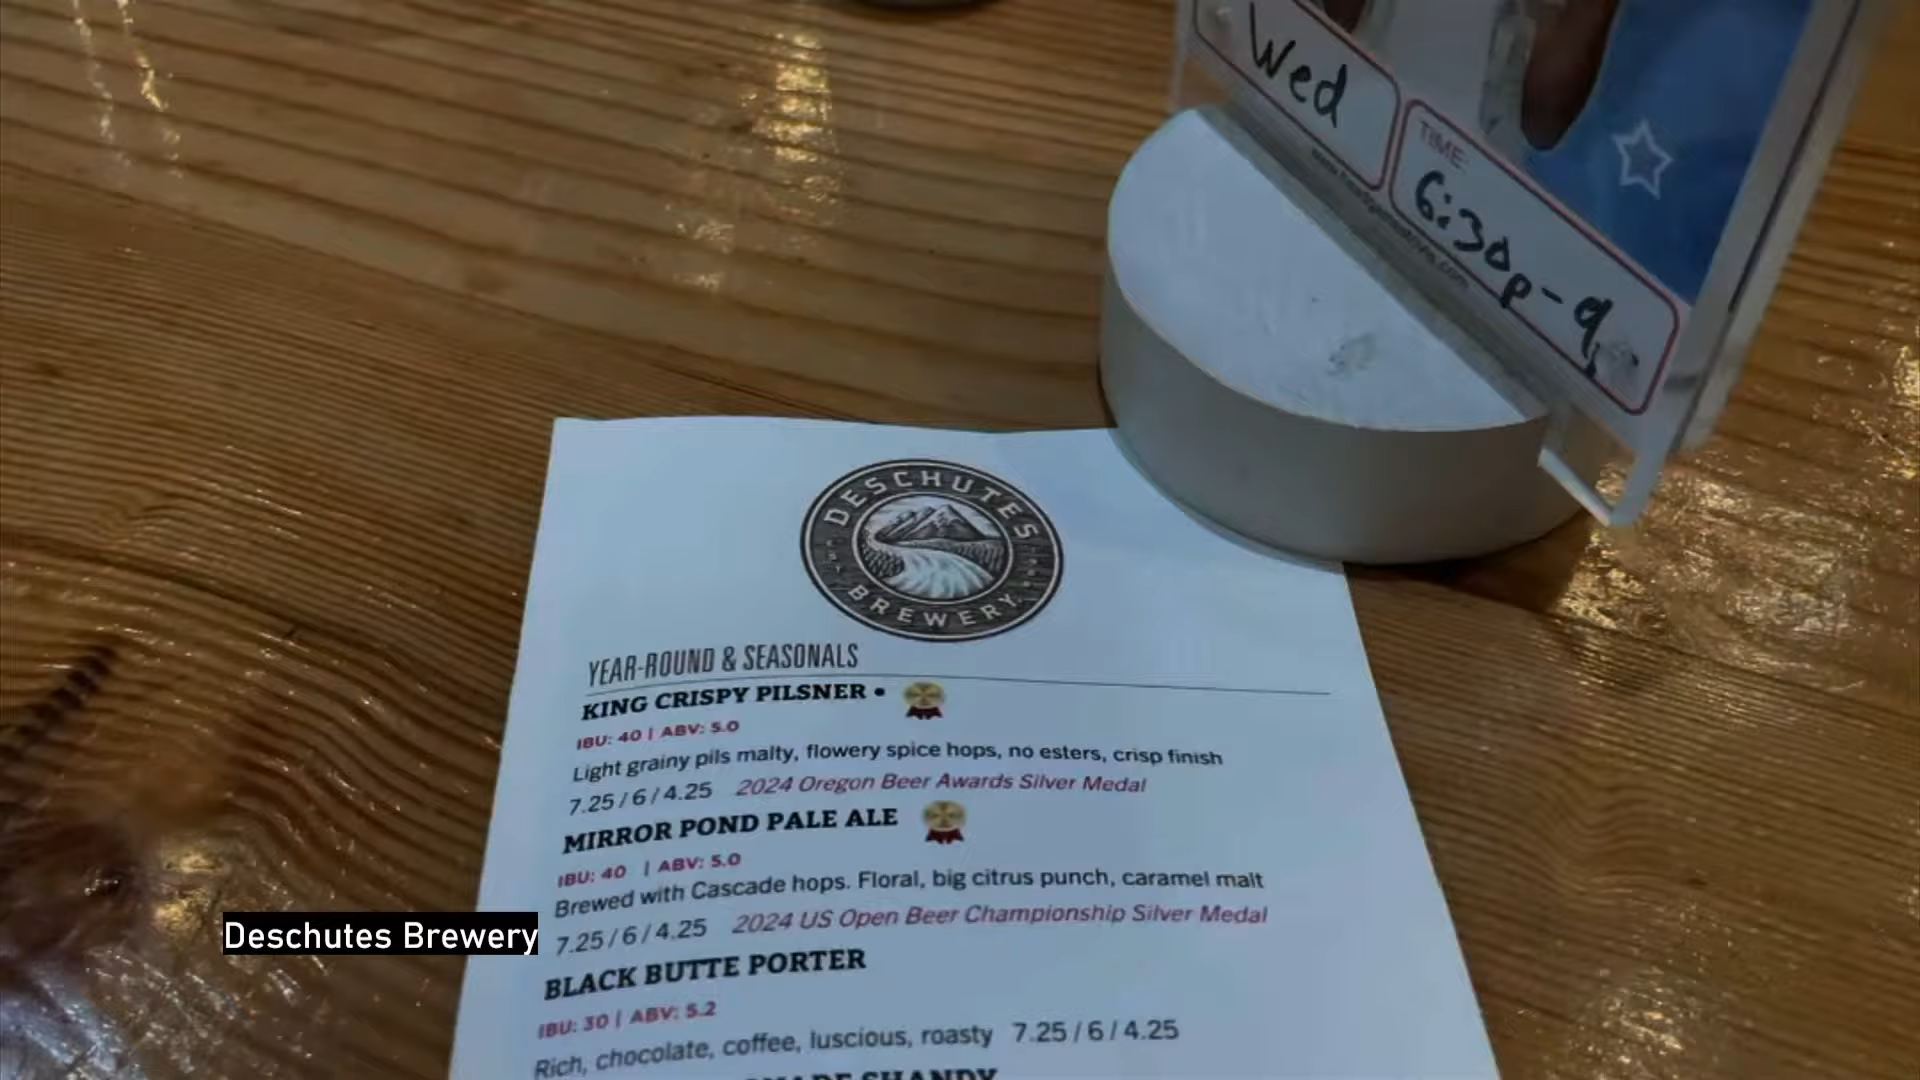 Wed
TIME:
6:30p-9
DESCHUTES
BREWERY
YEAR-ROUND & SEASONALS
KING CRISPY PILSNER •
IBU: 40 | ABV: 5.0
Light grainy pils malty, flowery spice hops, no esters, crisp finish
7.25 / 6 / 4.25 2024 Oregon Beer Awards Silver Medal
MIRROR POND PALE ALE
IBU: 40 | ABV: 5.0
Brewed with Cascade hops. Floral, big citrus punch, caramel malt
7.25 / 6 / 4.25 2024 US Open Beer Championship Silver Medal
BLACK BUTTE PORTER
IBU: 30 | ABV: 5.2
Rich, chocolate, coffee, luscious, roasty 7.25 / 6 / 4.25
SHANDY
Deschutes Brewery